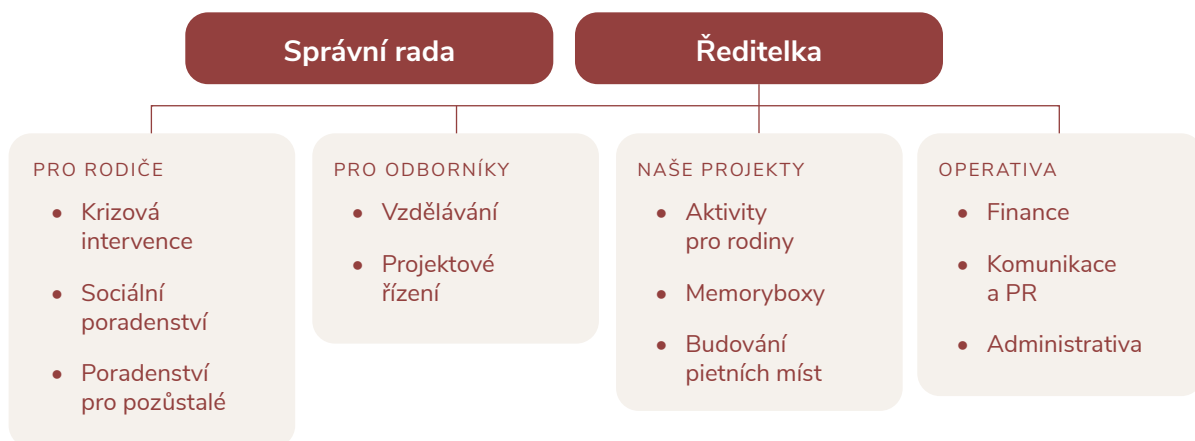 Správní rada
Ředitelka
PRO RODIČE
• Krizová
intervence
• Sociální
poradenství
• Poradenství
pro pozůstalé
PRO ODBORNÍKY
• Vzdělávání
• Projektové
řízení
NAŠE PROJEKTY
• Aktivity
pro rodiny
• Memoryboxy
• Budování
pietních míst
OPERATIVA
• Finance
• Komunikace
a PR
• Administrativa